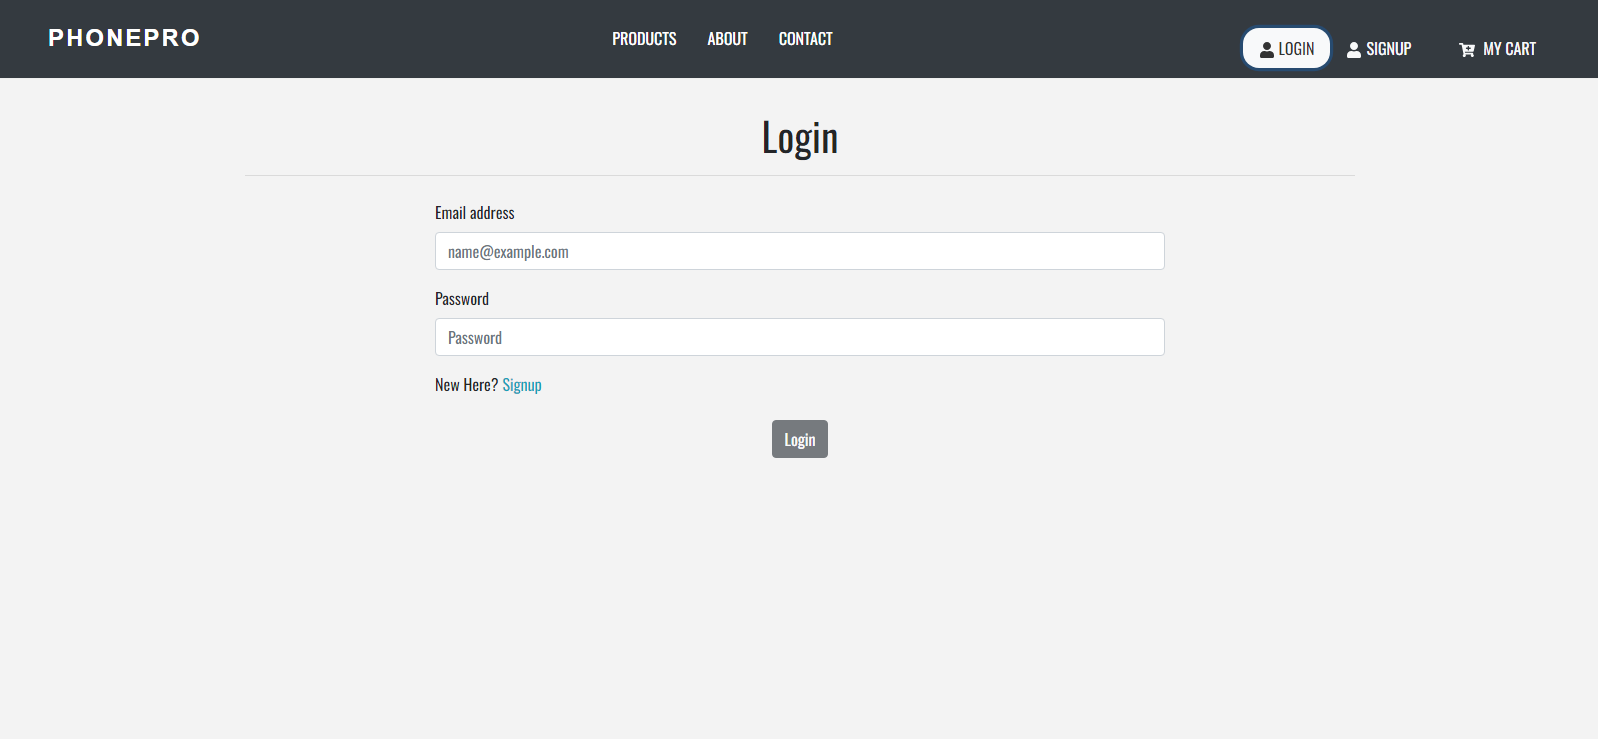 PHONEPRO
PRODUCTS ABOUT CONTACT
LOGIN SIGNUP MY CART
Login
Email address
name@example.com
Password
Password
New Here? Signup
Login